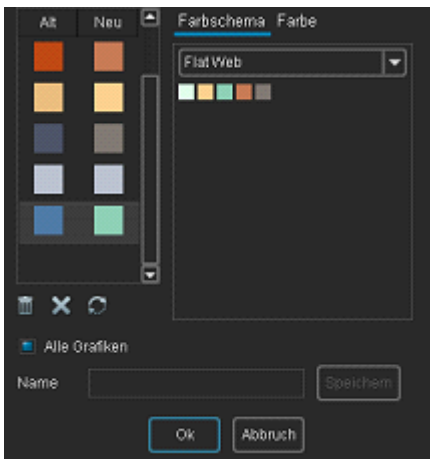 Alt Neu Farbschema Farbe
Flat Web
Alle Grafiken
Name Speichern
Ok Abbruch